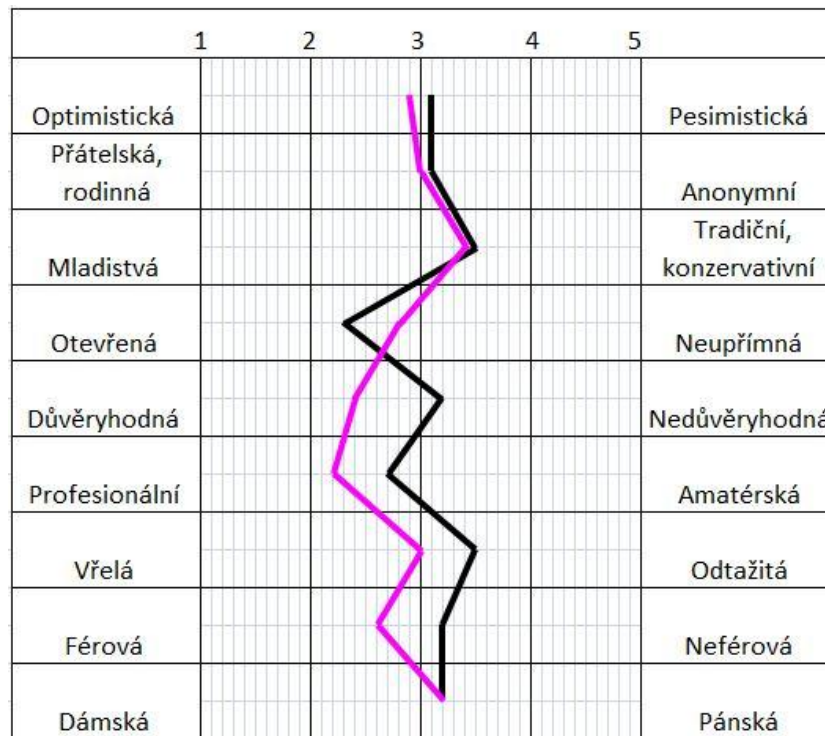 1 2 3 4 5
Optimistická Pesimistická
Přátelská,
rodinná Anonymní
Tradiční,
Mladistvá konzervativní
Otevřená Neupřímná
Důvěryhodná Nedůvěryhodná
Profesionální Amatérská
Vřelá Odtažitá
Férová Neférová
Dámská Pánská